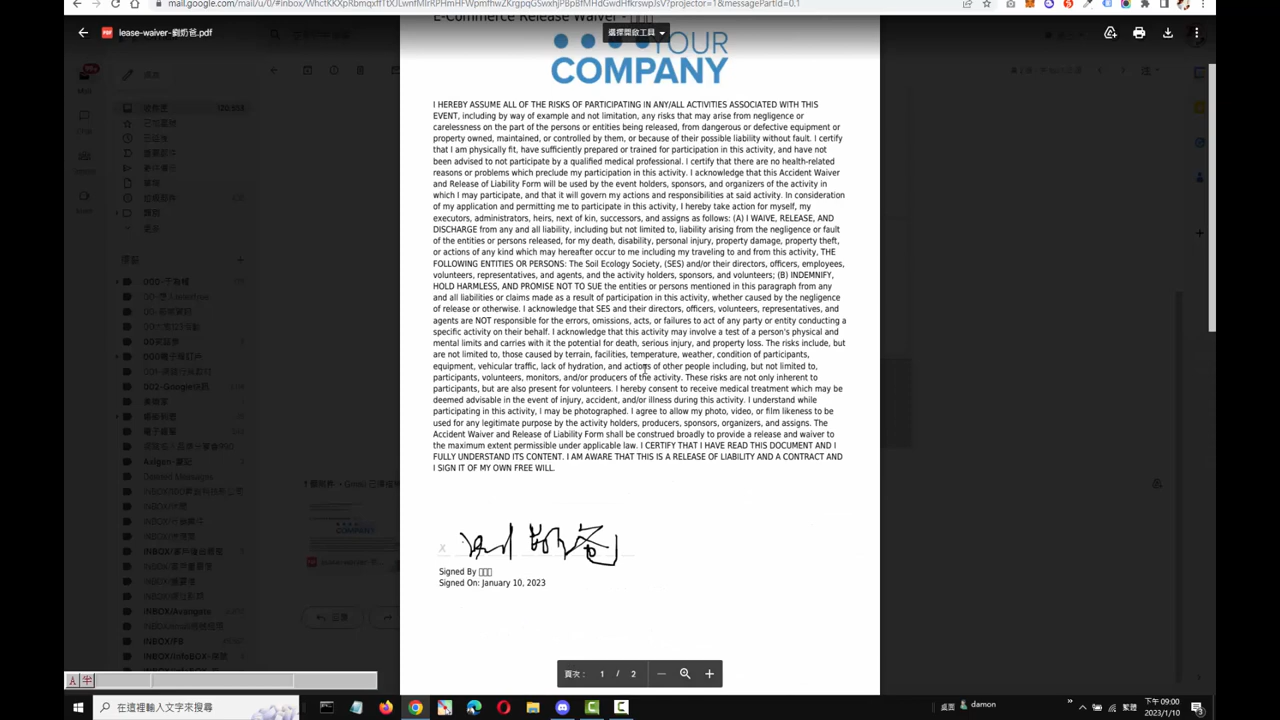 mail.google.com/mail/u/0/#inbox/
E-Commerce Release Waiver -
lease-waiver-劉奶爸.pdf
選擇開啟工具
YOUR
COMPANY
I HEREBY ASSUME ALL OF THE RISKS OF PARTICIPATING IN ANY/ALL ACTIVITIES ASSOCIATED WITH THIS
EVENT, including by way of example and not limitation, any risks that may arise from negligence or
carelessness on the part of the persons or entities being released, from dangerous or defective equipment or
property owned, maintained, or controlled by them, or because of their possible liability without fault. I certify
that I am physically fit, have sufficiently prepared or trained for participation in this activity, and have not
been advised to not participate by a qualified medical professional. I certify that there are no health-related
reasons or problems which preclude my participation in this activity. I acknowledge that this Accident Waiver
and Release of Liability Form will be used by the event holders, sponsors, and organizers of the activity in
which I may participate, and that it will govern my actions and responsibilities at said activity. In consideration
of my application and permitting me to participate in this activity, I hereby take action for myself, my
executors, administrators, heirs, next of kin, successors, and assigns as follows: (A) I WAIVE, RELEASE, AND
DISCHARGE from any and all liability, including but not limited to, liability arising from the negligence or fault
of the entities or persons released, for my death, disability, personal injury, property damage, property theft,
or actions of any kind which may hereafter occur to me including my traveling to and from this activity, THE
FOLLOWING ENTITIES OR PERSONS: The Soil Ecology Society, (SES) and/or their directors, officers, employees,
volunteers, representatives, and agents, and the activity holders, sponsors, and volunteers; (B) INDEMNIFY,
HOLD HARMLESS, AND PROMISE NOT TO SUE the entities or persons mentioned in this paragraph from any
and all liabilities or claims made as a result of participation in this activity, whether caused by the negligence
of release or otherwise. I acknowledge that SES and their directors, officers, volunteers, representatives, and
agents are NOT responsible for the errors, omissions, acts, or failures to act of any party or entity conducting a
specific activity on their behalf. I acknowledge that this activity may involve a test of a person's physical and
mental limits and carries with it the potential for death, serious injury, and property loss. The risks include, but
are not limited to, those caused by terrain, facilities, temperature, weather, condition of participants,
equipment, vehicular traffic, lack of hydration, and actions of other people including, but not limited to,
participants, volunteers, monitors, and/or producers of the activity. These risks are not only inherent to
participants, but are also present for volunteers. I hereby consent to receive medical treatment which may be
deemed advisable in the event of injury, accident, and/or illness during this activity. I understand while
participating in this activity, I may be photographed. I agree to allow my photo, video, or film likeness to be
used for any legitimate purpose by the activity holders, producers, sponsors, organizers, and assigns. The
Accident Waiver and Release of Liability Form shall be construed broadly to provide a release and waiver to
the maximum extent permissible under applicable law. I CERTIFY THAT I HAVE READ THIS DOCUMENT AND I
FULLY UNDERSTAND ITS CONTENT. I AM AWARE THAT THIS IS A RELEASE OF LIABILITY AND A CONTRACT AND
I SIGN IT OF MY OWN FREE WILL.
X 劉奶爸
Signed By
Signed On: January 10, 2023
頁次： 1 / 2
Deleted Messages
在這裡輸入文字來搜尋
桌面 damon
繁體
下午 09:00
2023/1/10